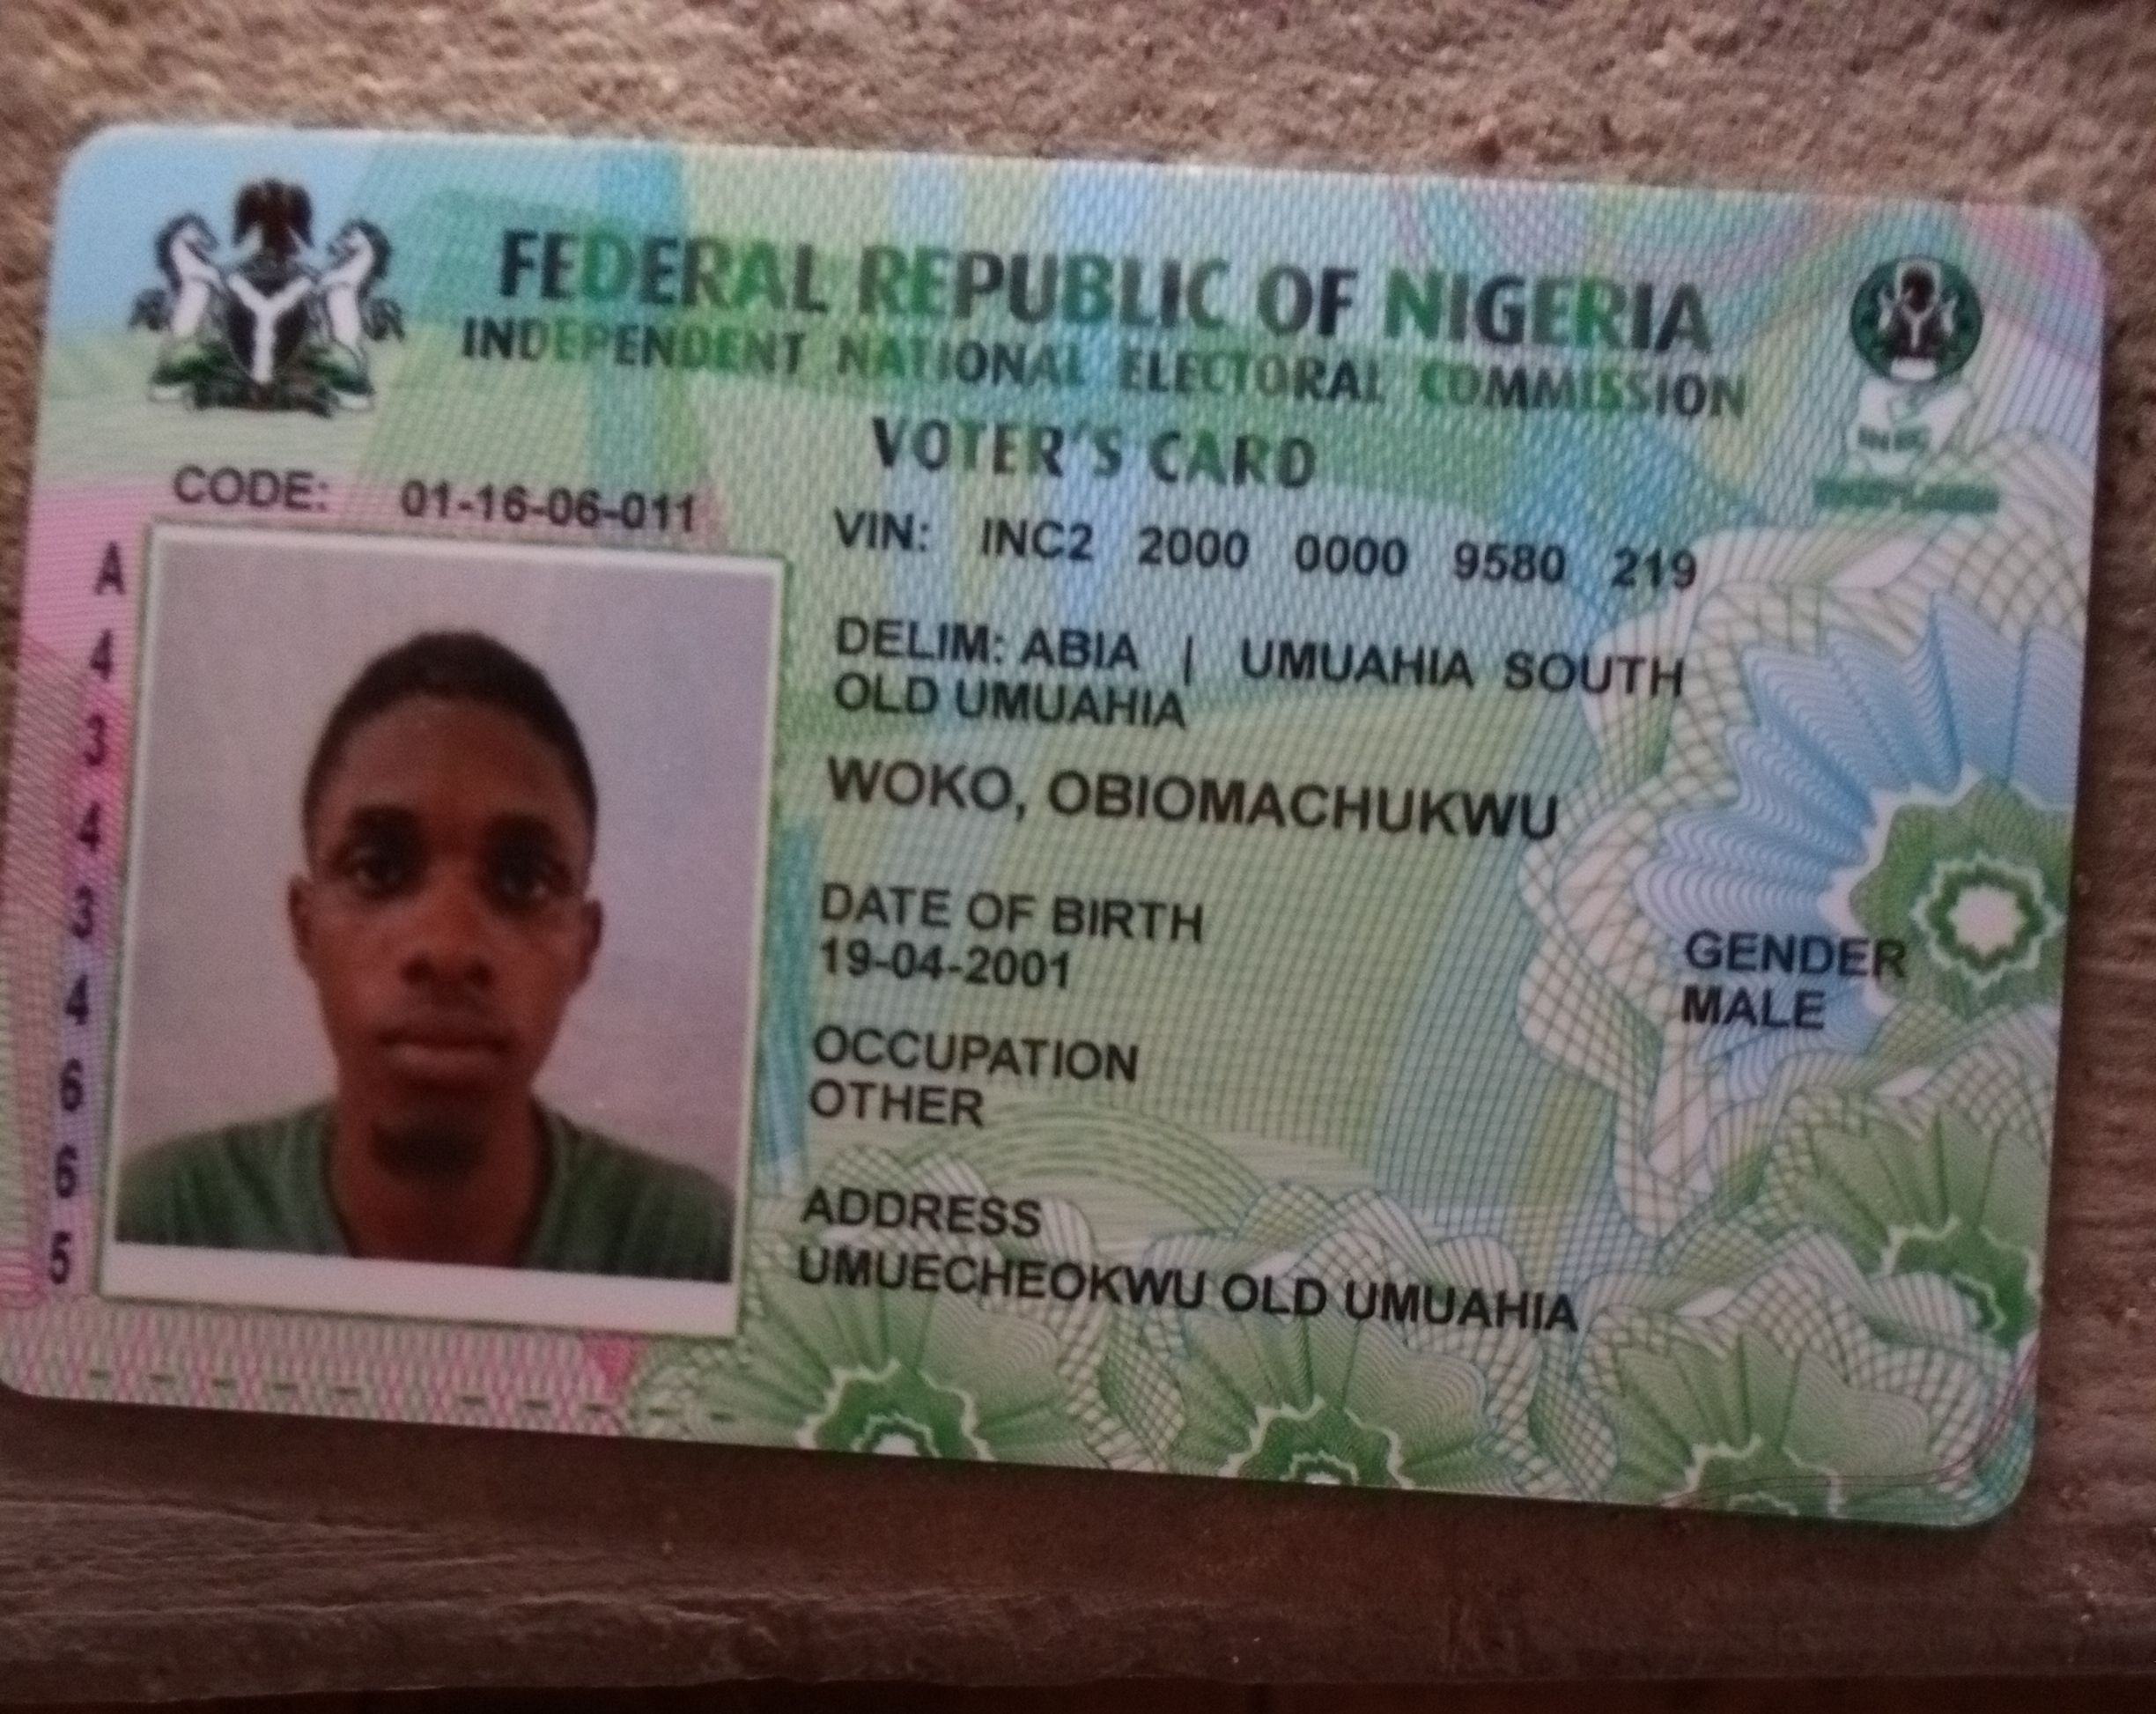 FEDERAL REPUBLIC OF NIGERIA
INDEPENDENT NATIONAL ELECTORAL COMMISSION
VOTER'S CARD
CODE: 01-16-06-011
VIN: INC2 2000 0000 9580 219
DELIM: ABIA | UMUAHIA SOUTH
OLD UMUAHIA
WOKO, OBIOMACHUKWU
DATE OF BIRTH
19-04-2001
GENDER
MALE
OCCUPATION
OTHER
ADDRESS
UMUECHEOKWU OLD UMUAHIA
A
4
3
4
3
4
6
6
5